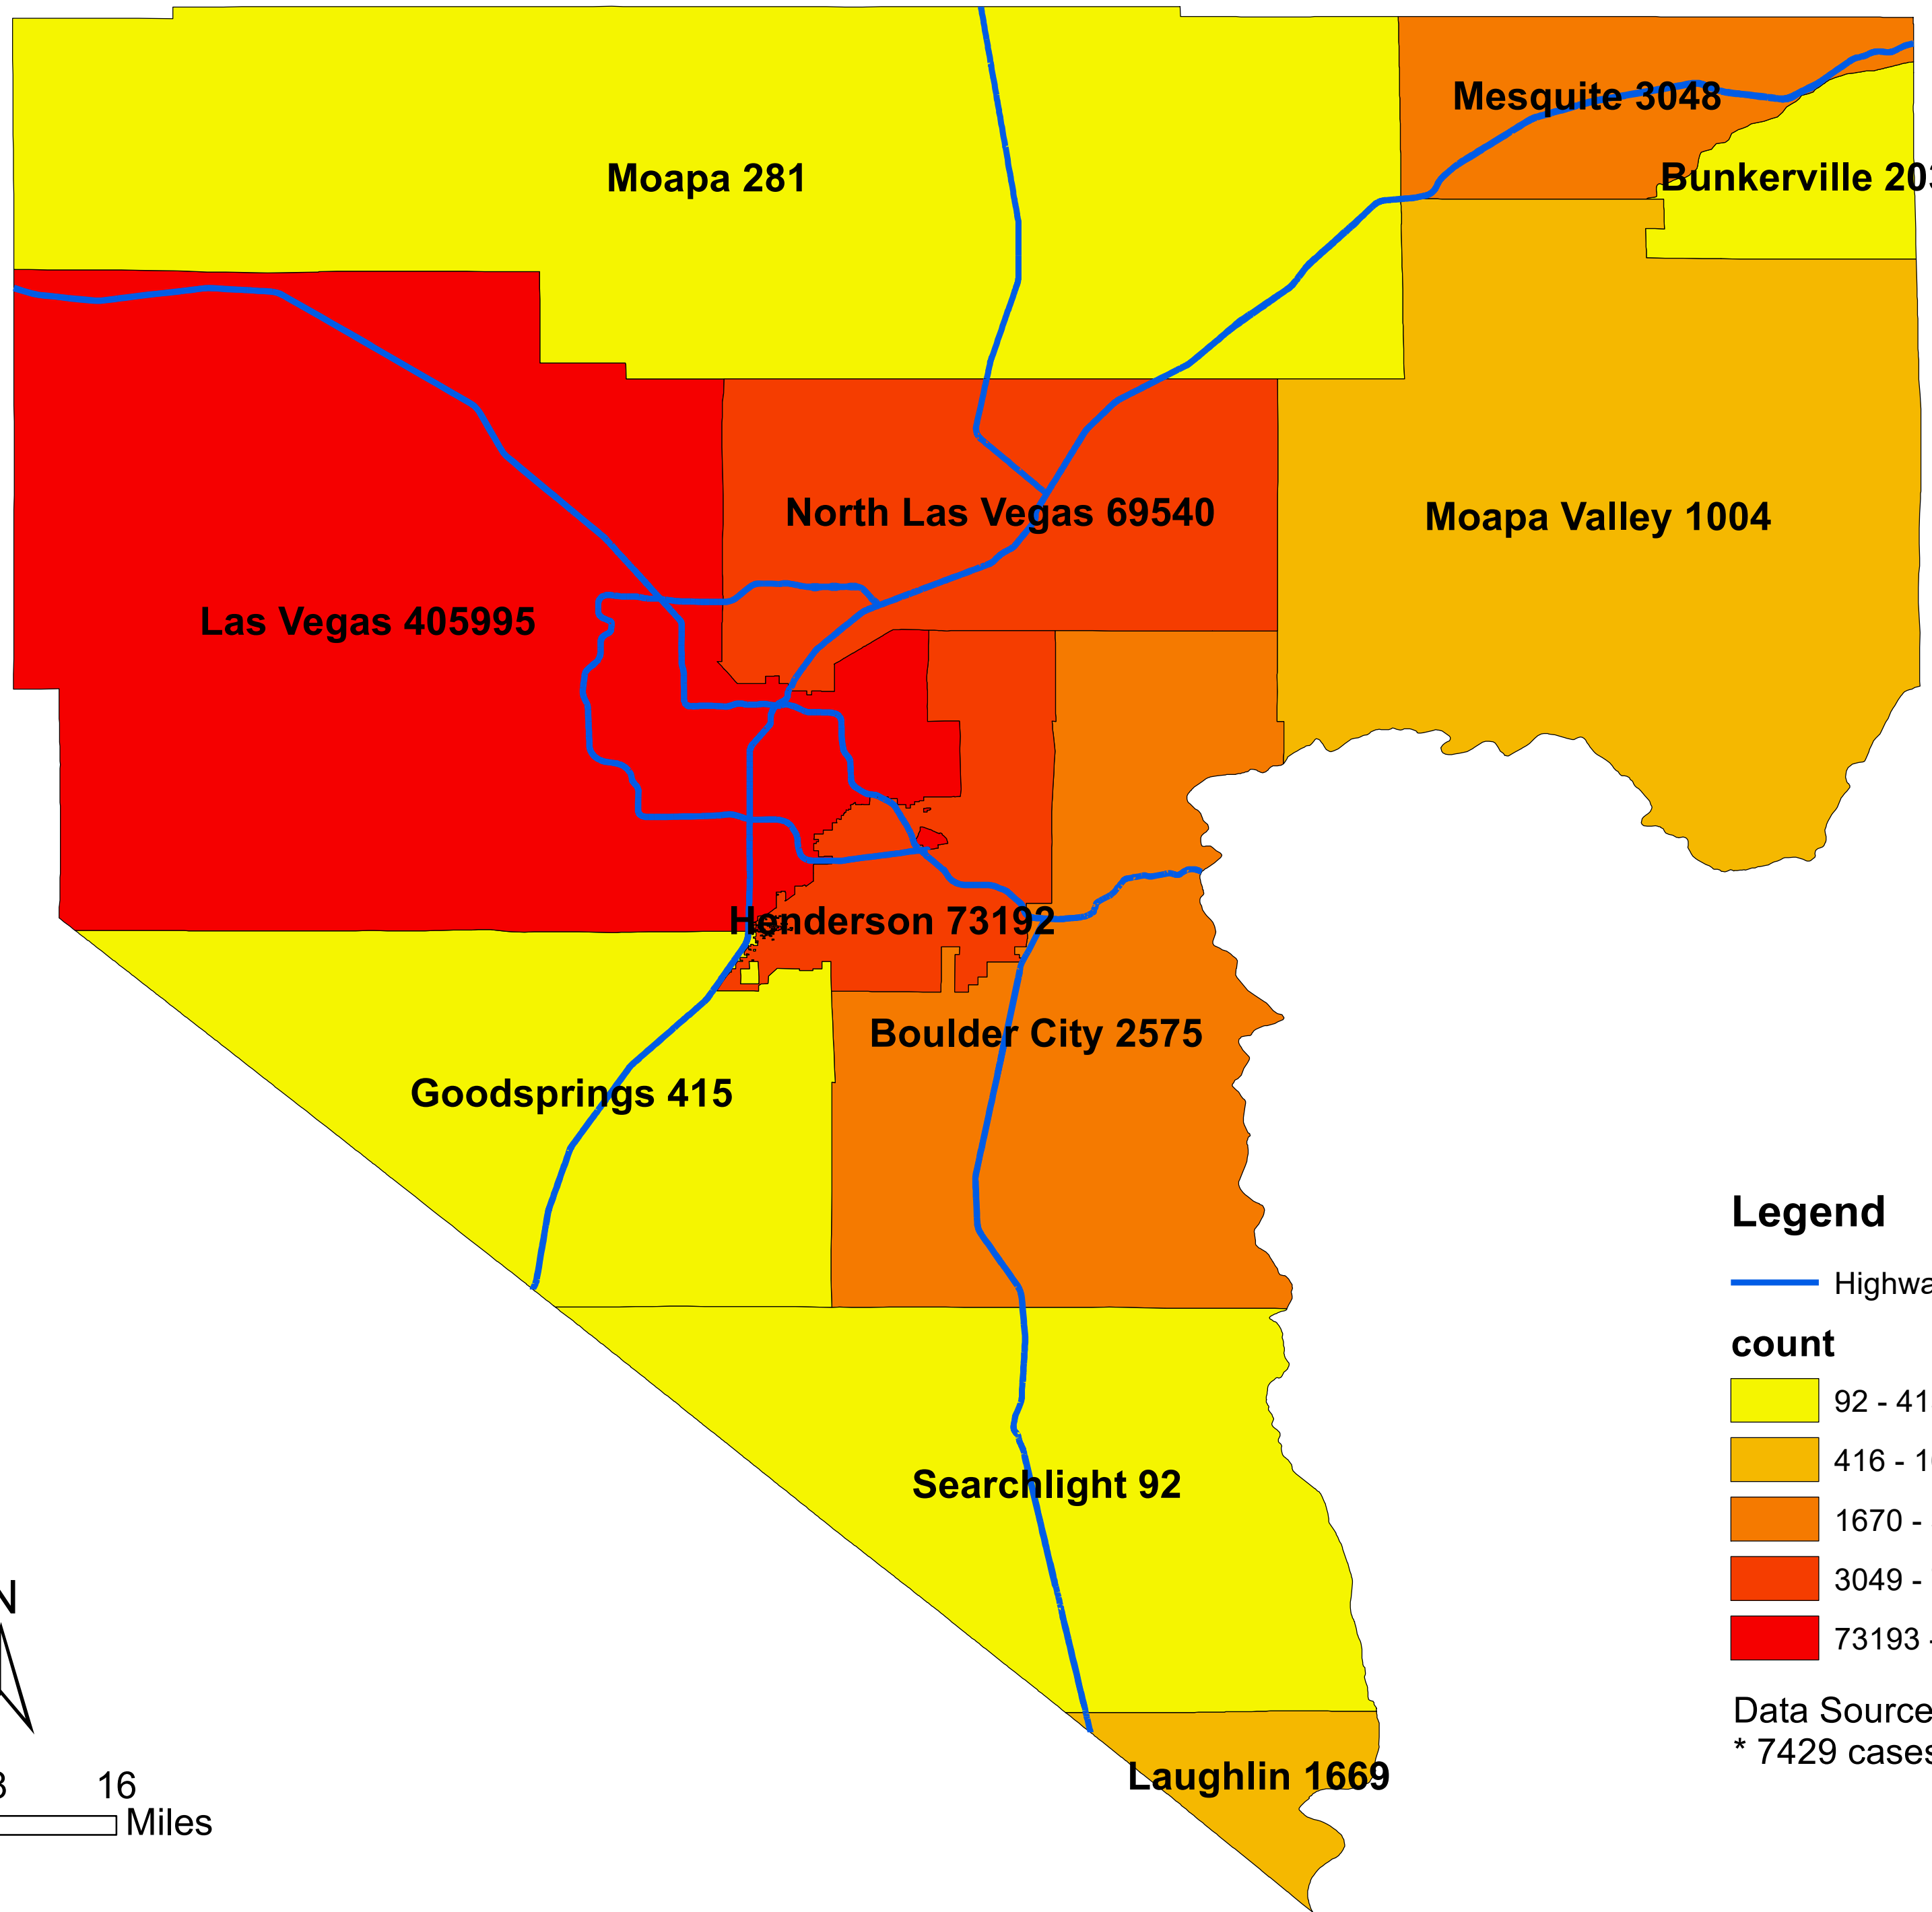 Mesquite 3048
Moapa 281
Bunkerville 20
North Las Vegas 69540
Moapa Valley 1004
Las Vegas 405995
Henderson 73192
Boulder City 2575
Goodsprings 415
Searchlight 92
Laughlin 1669
Legend
count
92 - 41
416 - 1
1670 -
3049 -
73193 -
Data Source
* 7429 cases
N
16
Miles